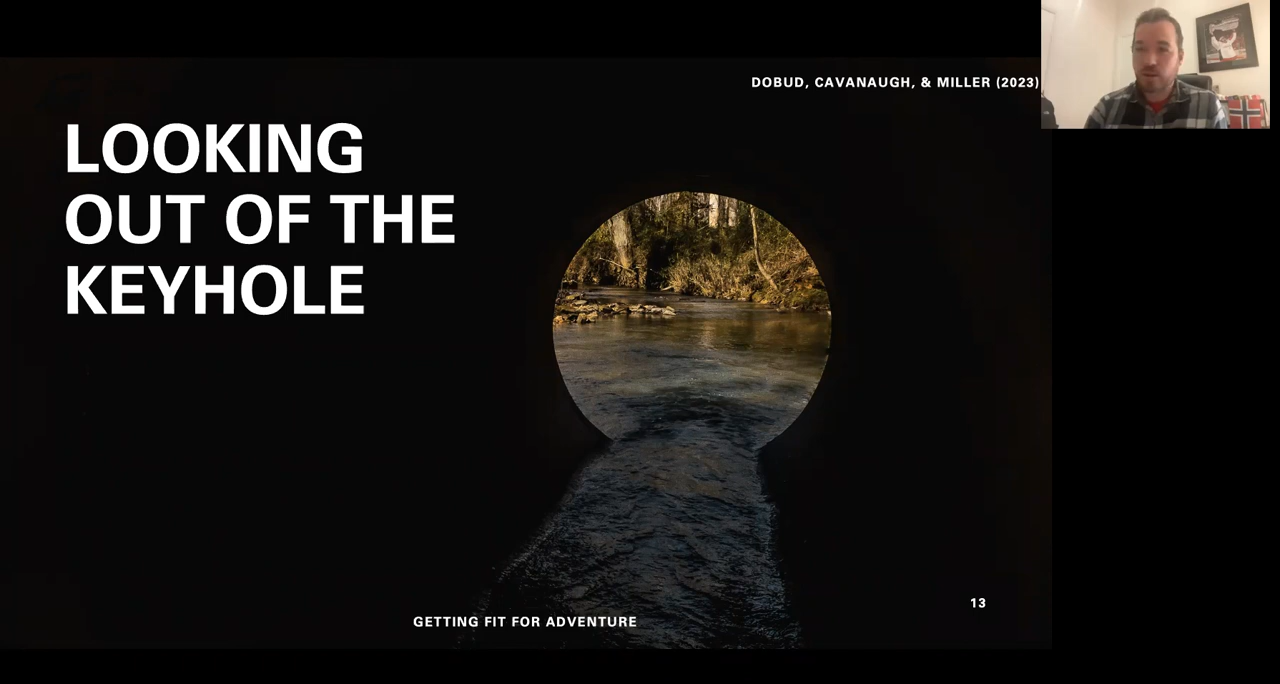 DOBUD, CAVANAUGH, & MILLER (2023)
LOOKING
OUT OF THE
KEYHOLE
13
GETTING FIT FOR ADVENTURE